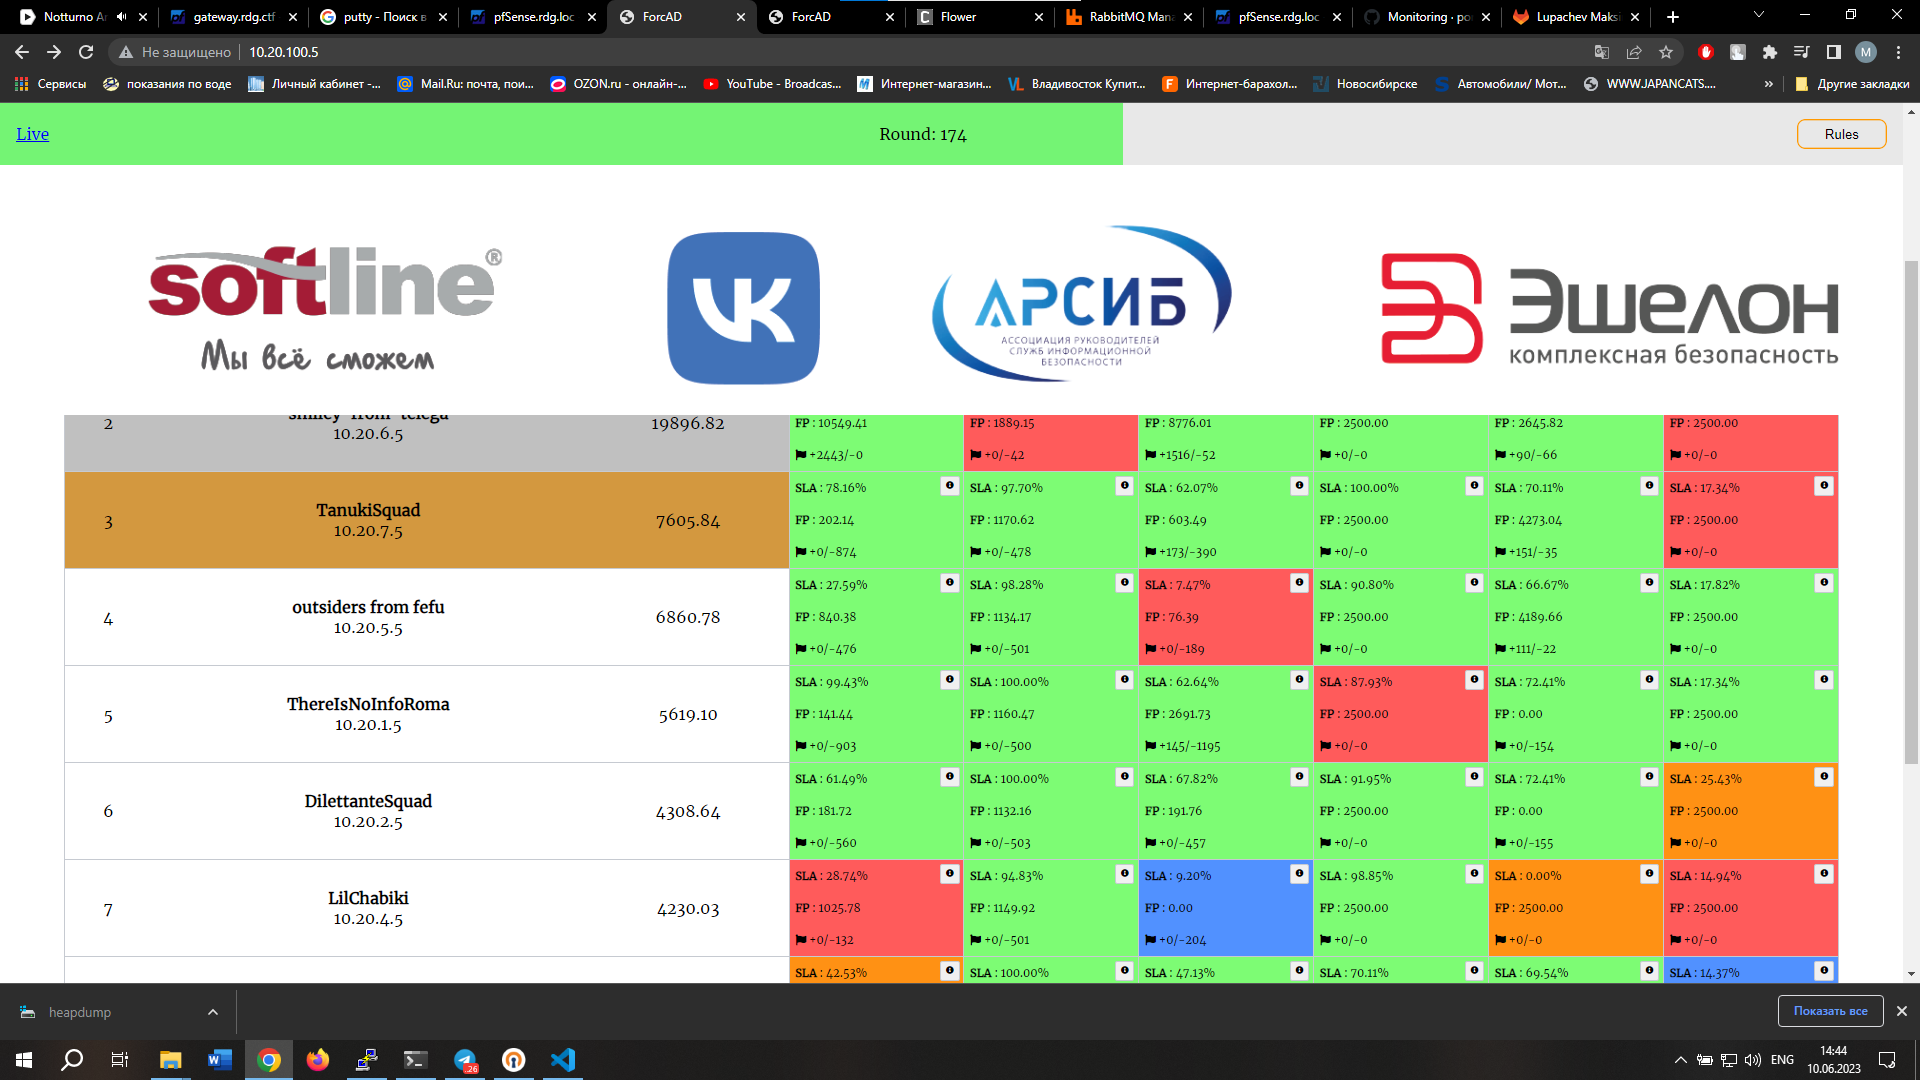 Notturno Ar
gateway.rdg.ctf
putty - Поиск в
pfSense.rdg.loc
ForcAD
ForcAD
Flower
RabbitMQ Mana
pfSense.rdg.loc
Monitoring · po
Lupachev Maksi
Не защищено
10.20.100.5
M
Сервисы
показания по воде
Личный кабинет -...
Mail.Ru: почта, пои...
OZON.ru - онлайн-...
YouTube - Broadcas...
Интернет-магазин...
Владивосток Купит...
Интернет-барахол...
Новосибирске
Автомобили/ Мот...
WWW.JAPANCATS....
»
Другие закладки
Live
Round: 174
Rules
softline®
Мы всё сможем
VK
АРСИБ
АССОЦИАЦИЯ РУКОВОДИТЕЛЕЙ
СЛУЖБ ИНФОРМАЦИОННОЙ
БЕЗОПАСНОСТИ
Эшелон
комплексная безопасность
2
10.20.6.5
19896.82
FP : 10549.41
+2443/-0
FP : 1889.15
+0/-42
FP : 8776.01
+1516/-52
FP : 2500.00
+0/-0
FP : 2645.82
+90/-66
FP : 2500.00
+0/-0
3
TanukiSquad
10.20.7.5
7605.84
SLA : 78.16%
FP : 202.14
+0/-874
SLA : 97.70%
FP : 1170.62
+0/-478
SLA : 62.07%
FP : 603.49
+173/-390
SLA : 100.00%
FP : 2500.00
+0/-0
SLA : 70.11%
FP : 4273.04
+151/-35
SLA : 17.34%
FP : 2500.00
+0/-0
4
outsiders from fefu
10.20.5.5
6860.78
SLA : 27.59%
FP : 840.38
+0/-476
SLA : 98.28%
FP : 1134.17
+0/-501
SLA : 7.47%
FP : 76.39
+0/-189
SLA : 90.80%
FP : 2500.00
+0/-0
SLA : 66.67%
FP : 4189.66
+111/-22
SLA : 17.82%
FP : 2500.00
+0/-0
5
ThereIsNoInfoRoma
10.20.1.5
5619.10
SLA : 99.43%
FP : 141.44
+0/-903
SLA : 100.00%
FP : 1160.47
+0/-500
SLA : 62.64%
FP : 2691.73
+145/-1195
SLA : 87.93%
FP : 2500.00
+0/-0
SLA : 72.41%
FP : 0.00
+0/-154
SLA : 17.34%
FP : 2500.00
+0/-0
6
DilettanteSquad
10.20.2.5
4308.64
SLA : 61.49%
FP : 181.72
+0/-560
SLA : 100.00%
FP : 1132.16
+0/-503
SLA : 67.82%
FP : 191.76
+0/-457
SLA : 91.95%
FP : 2500.00
+0/-0
SLA : 72.41%
FP : 0.00
+0/-155
SLA : 25.43%
FP : 2500.00
+0/-0
7
LilChabiki
10.20.4.5
4230.03
SLA : 28.74%
FP : 1025.78
+0/-132
SLA : 94.83%
FP : 1149.92
+0/-501
SLA : 9.20%
FP : 0.00
+0/-204
SLA : 98.85%
FP : 2500.00
+0/-0
SLA : 0.00%
FP : 2500.00
+0/-0
SLA : 14.94%
FP : 2500.00
+0/-0
SLA : 42.53%
SLA : 100.00%
SLA : 47.13%
SLA : 70.11%
SLA : 69.54%
SLA : 14.37%
heapdump
Показать все
.26
ENG
14:44
10.06.2023